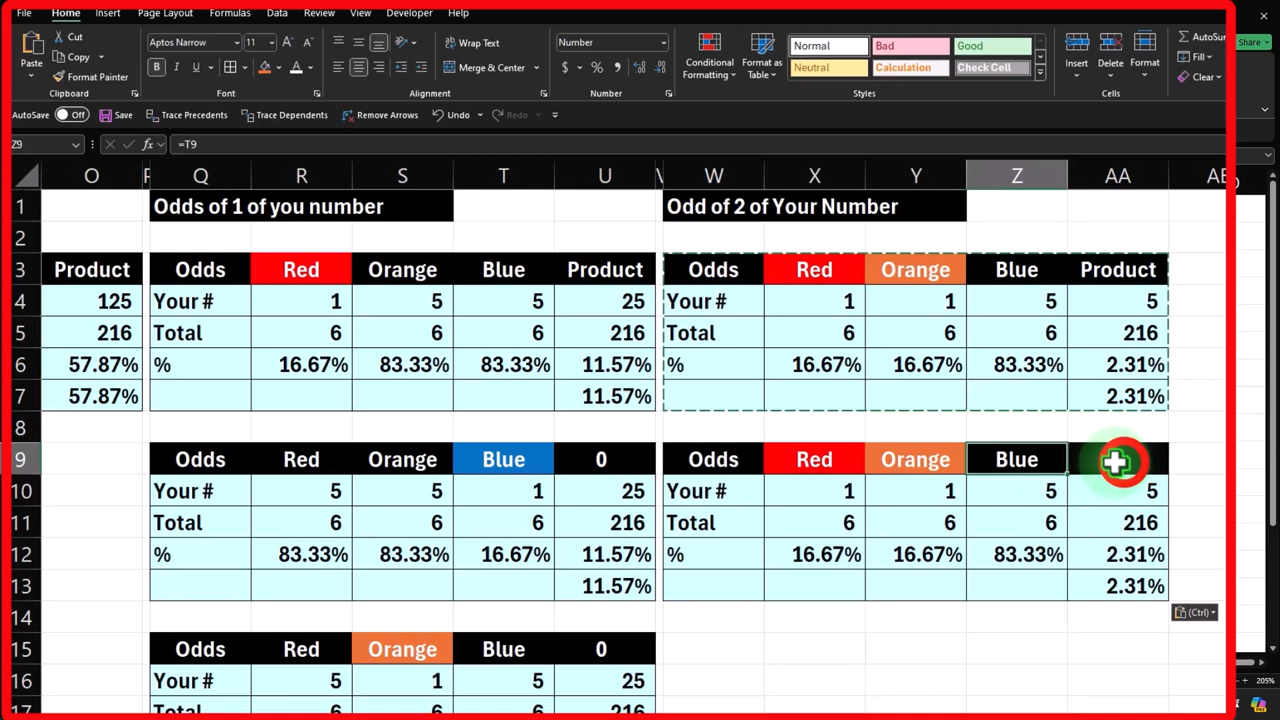 File Home Insert Page Layout Formulas Data Review View Developer Help
Paste Cut Copy Format Painter Clipboard
Aptos Narrow 11 A A B I U A Font
Wrap Text Merge & Center Alignment
Number $ % , Number
Conditional Formatting Format as Table
Normal Bad Good
Neutral Calculation Check Cell
Styles
Insert Delete Format Cells
AutoSu Fill Clear Share
AutoSave Off Save Trace Precedents Trace Dependents Remove Arrows Undo Redo
Z9 fx =T9
O Q R S T U W X Y Z AA AB
1 Odds of 1 of you number Odd of 2 of Your Number
2
3 Product Odds Red Orange Blue Product Odds Red Orange Blue Product
4 125 Your # 1 5 5 25 Your # 1 1 5 5
5 216 Total 6 6 6 216 Total 6 6 6 216
6 57.87% % 16.67% 83.33% 83.33% 11.57% % 16.67% 16.67% 83.33% 2.31%
7 57.87% 11.57% 2.31%
8
9 Odds Red Orange Blue 0 Odds Red Orange Blue
10 Your # 5 5 1 25 Your # 1 1 5 5
11 Total 6 6 6 216 Total 6 6 6 216
12 % 83.33% 83.33% 16.67% 11.57% % 16.67% 16.67% 83.33% 2.31%
13 11.57% 2.31%
14 (Ctrl)
15 Odds Red Orange Blue 0
16 Your # 5 1 5 25
17 Total 6 6 6 216
205%